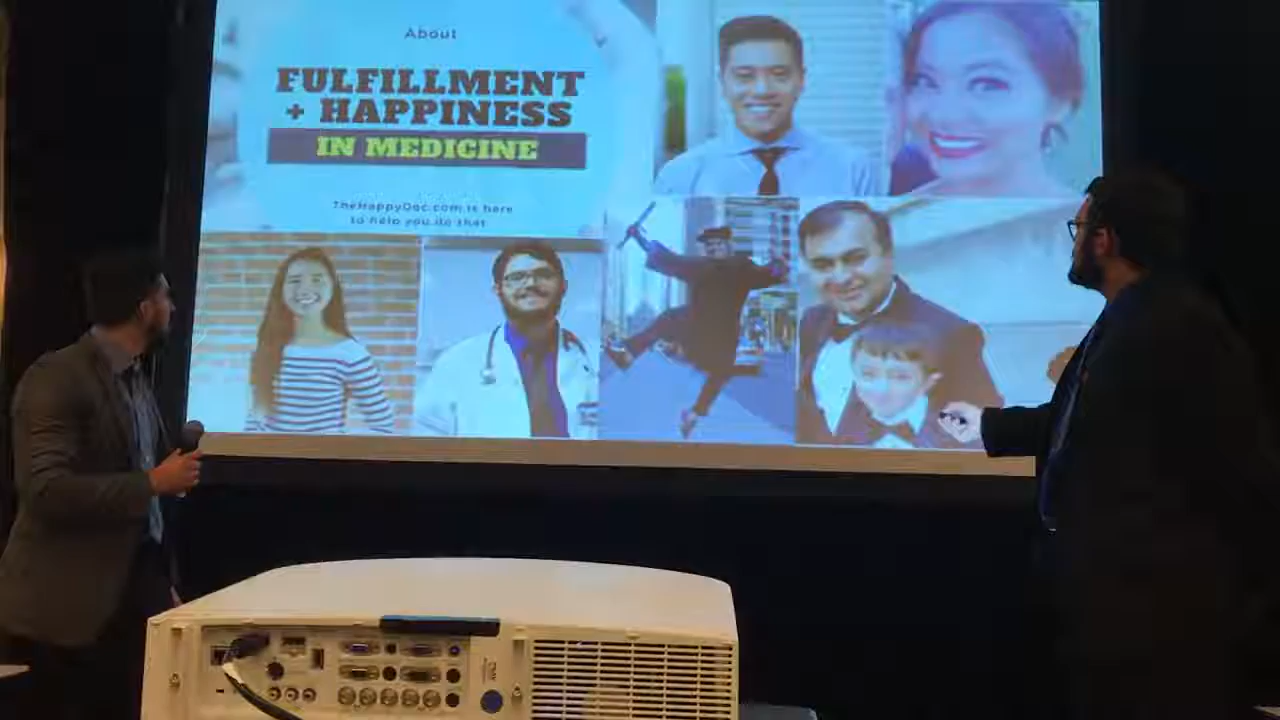 About
FULFILLMENT
+ HAPPINESS
IN MEDICINE
TheHappyDoc.com is here
to help you do that